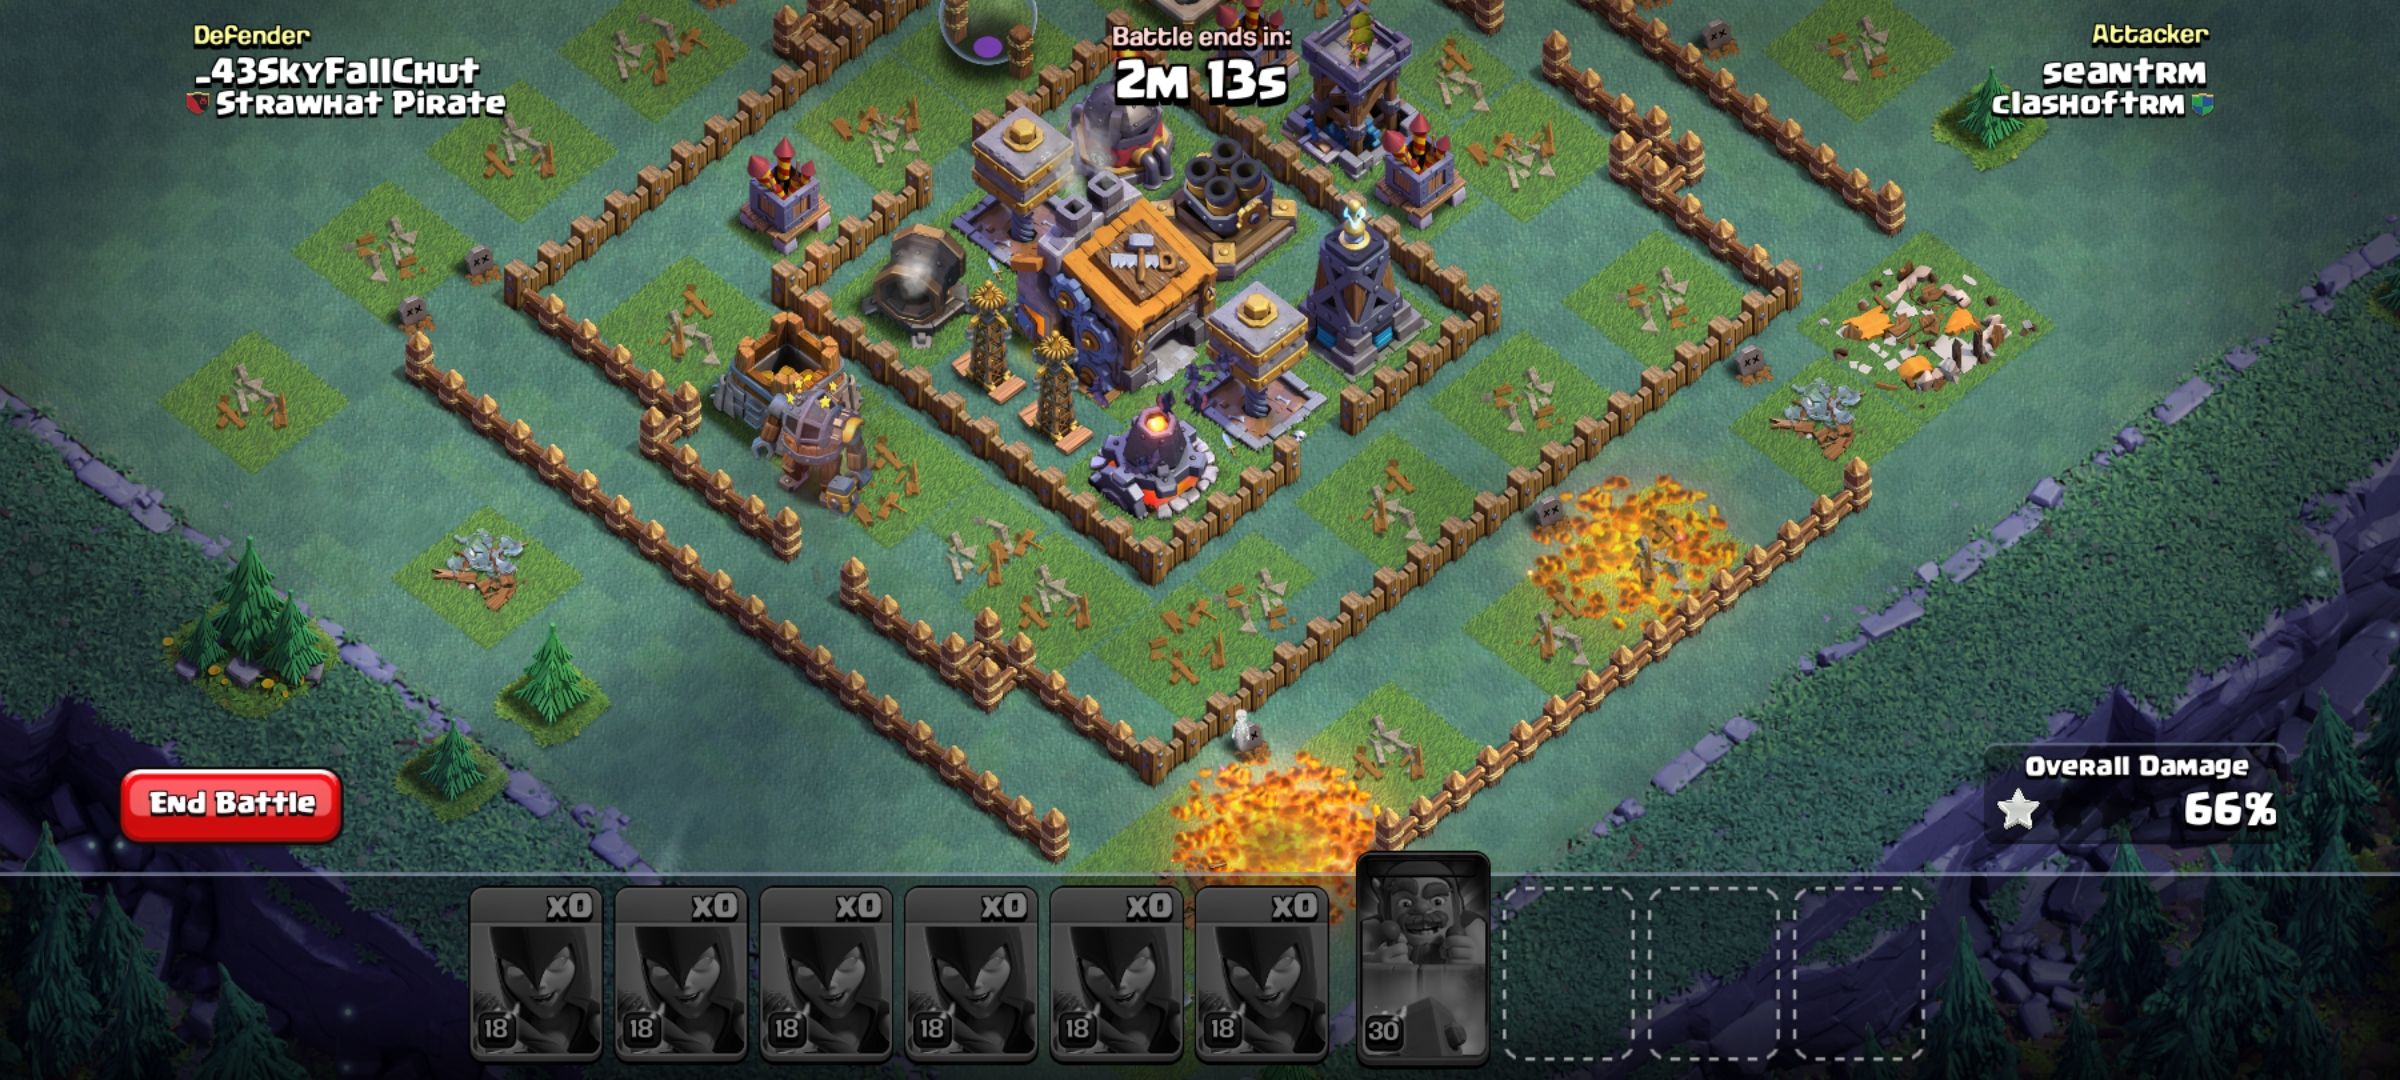 Defender
_43SkyFallChut
Strawhat Pirate
Battle ends in:
2M 13s
Attacker
seantrm
clashoftrm
End Battle
Overall Damage
66%
x0
x0
x0
x0
x0
x0
18
18
18
18
18
18
30